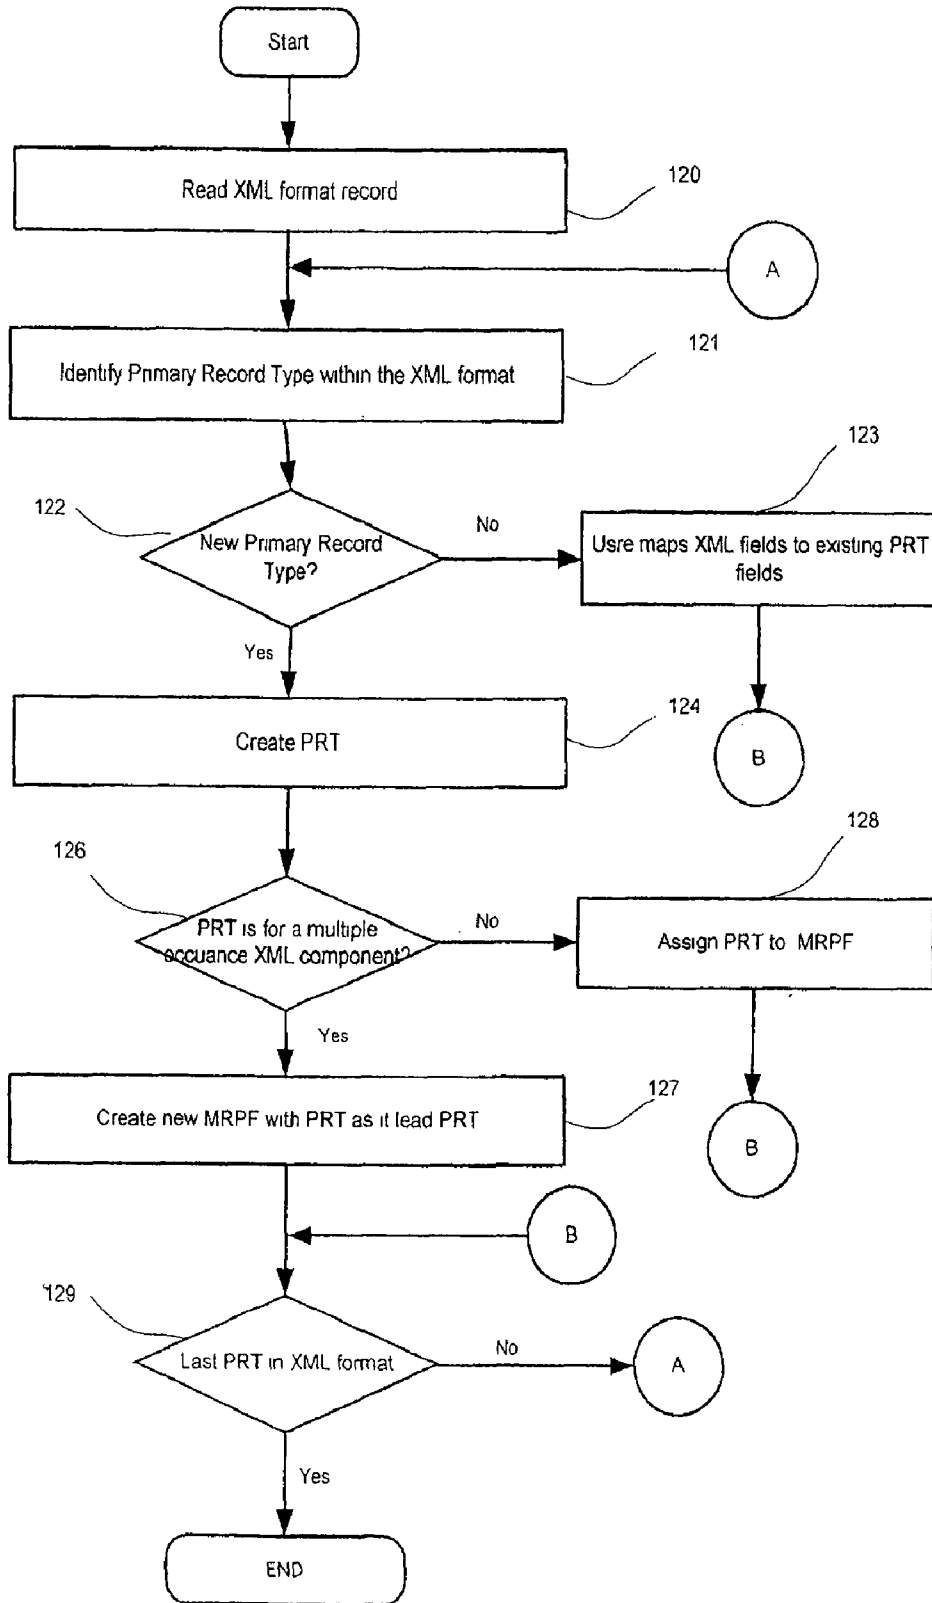 Start
Read XML format record
120
A
Identify Primary Record Type within the XML format
121
122
New Primary Record
Type?
No
123
Usre maps XML fields to existing PRT
fields
Yes
B
Create PRT
124
126
PRT is for a multiple
occuance XML component?
No
128
Assign PRT to MRPF
Yes
B
Create new MRPF with PRT as it lead PRT
127
B
129
Last PRT in XML format
No
A
Yes
END